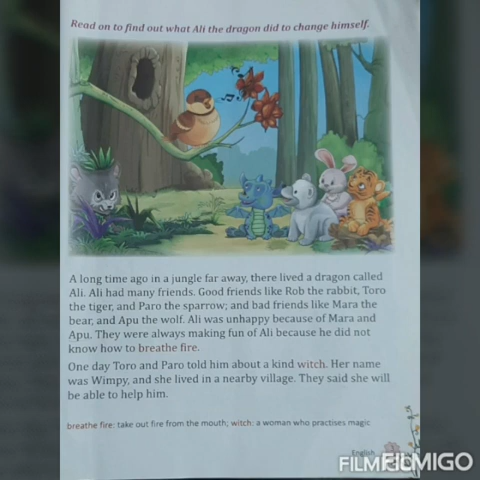 Read on to find out what Ali the dragon did to change himself.
A long time ago in a jungle far away, there lived a dragon called
Ali. Ali had many friends. Good friends like Rob the rabbit, Toro
the tiger, and Paro the sparrow; and bad friends like Mara the
bear, and Apu the wolf. Ali was unhappy because of Mara and
Apu. They were always making fun of Ali because he did not
know how to breathe fire.
One day Toro and Paro told him about a kind witch. Her name
was Wimpy, and she lived in a nearby village. They said she will
be able to help him.
breathe fire: take out fire from the mouth; witch: a woman who practises magic
English
FILMFILMIGO